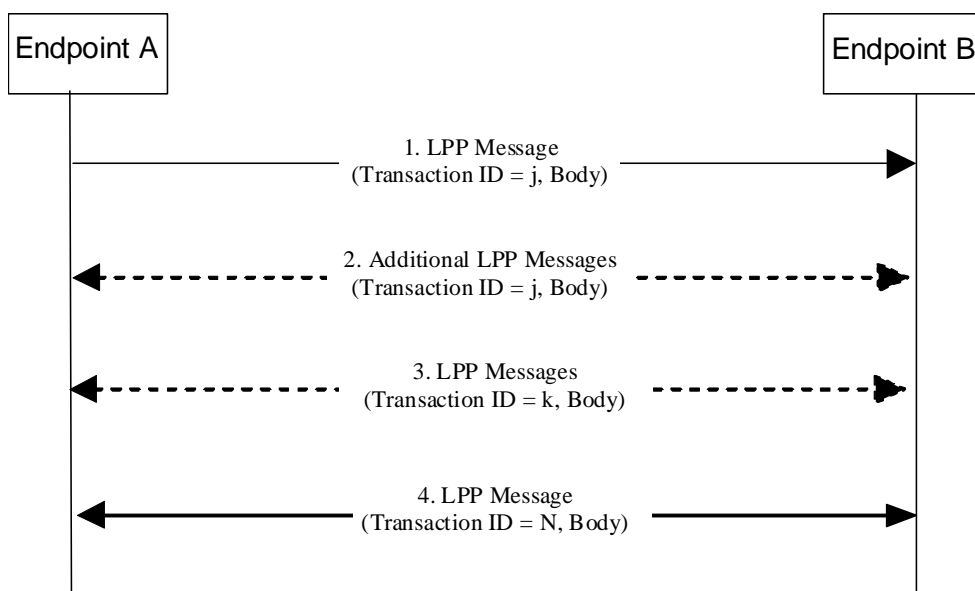 Endpoint A
Endpoint B
1. LPP Message
(Transaction ID = j, Body)
2. Additional LPP Messages
(Transaction ID = j, Body)
3. LPP Messages
(Transaction ID = k, Body)
4. LPP Message
(Transaction ID = N, Body)